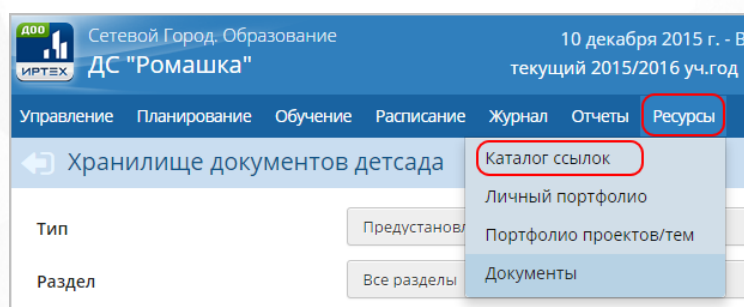 ДОО
ИРТЕХ
Сетевой Город. Образование
ДС "Ромашка"
10 декабря 2015 г. - В
текущий 2015/2016 уч.год
Управление Планирование Обучение Расписание Журнал Отчеты Ресурсы
Хранилище документов детсада
Каталог ссылок
Личный портфолио
Портфолио проектов/тем
Документы
Тип
Предустановл
Раздел
Все разделы